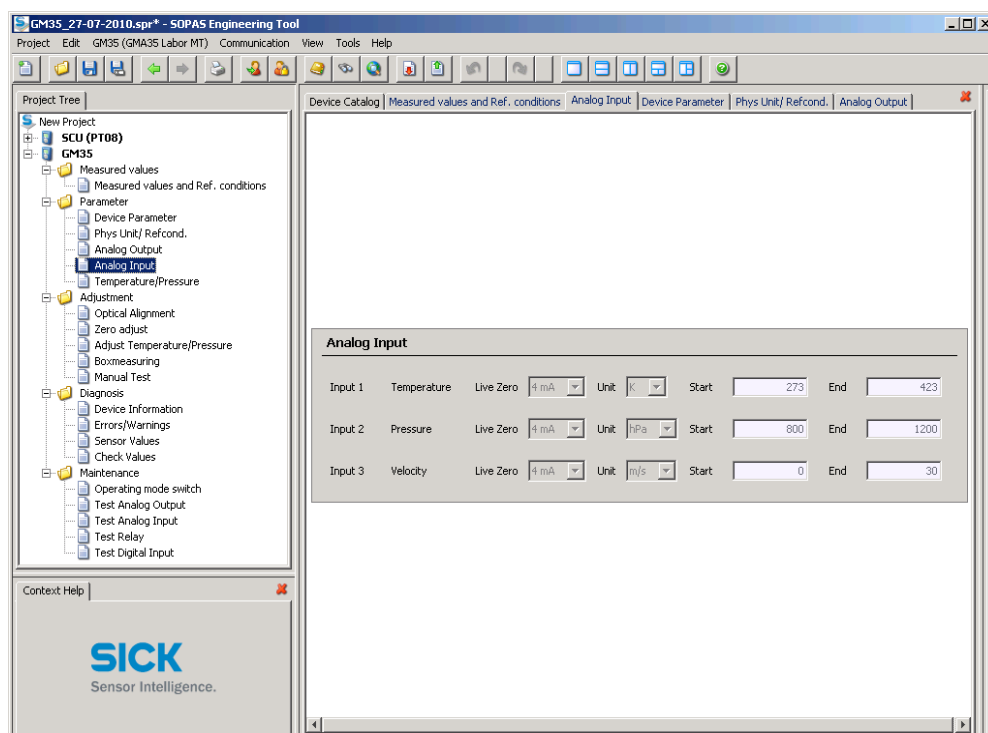 GM35_27-07-2010.spr* - SOPAS Engineering Tool
Project Edit GM35 (GMA35 Labor MT) Communication View Tools Help
Project Tree
New Project
SCU (PT08)
GM35
Measured values
Measured values and Ref. conditions
Parameter
Device Parameter
Phys Unit/ Refcond.
Analog Output
Analog Input
Temperature/Pressure
Adjustment
Optical Alignment
Zero adjust
Adjust Temperature/Pressure
Boxmeasuring
Manual Test
Diagnosis
Device Information
Errors/Warnings
Sensor Values
Check Values
Maintenance
Operating mode switch
Test Analog Output
Test Analog Input
Test Relay
Test Digital Input
Context Help
SICK
Sensor Intelligence.
Device Catalog Measured values and Ref. conditions Analog Input Device Parameter Phys Unit/ Refcond. Analog Output
Analog Input
Input 1 Temperature Live Zero 4 mA Unit K Start 273 End 423
Input 2 Pressure Live Zero 4 mA Unit hPa Start 800 End 1200
Input 3 Velocity Live Zero 4 mA Unit m/s Start 0 End 30